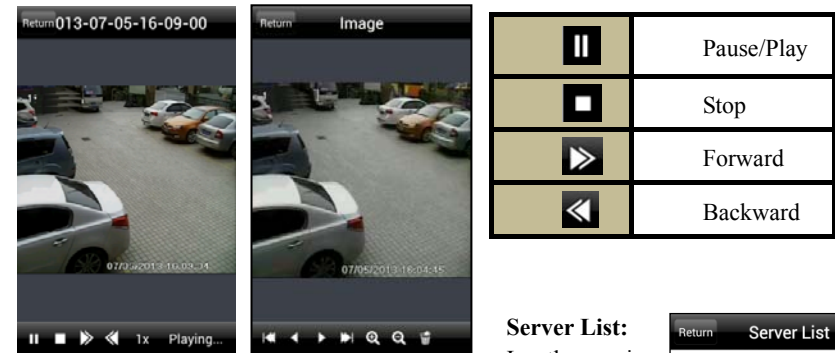 Return 013-07-05-16-09-00
07/05/2013 16:09:34
1x Playing...
Return Image
07/05/2013 16:04:45
Pause/Play
Stop
Forward
Backward
Server List:
Return Server List